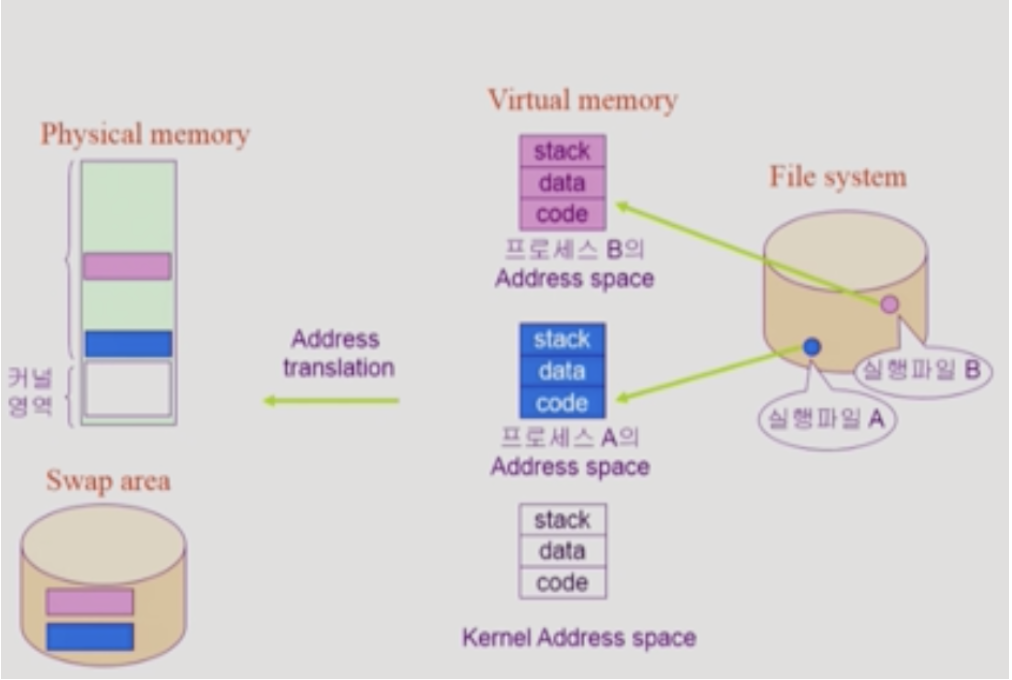 Virtual memory
Physical memory
stack
data
code
프로세스 B의
Address space
File system
Address
translation
stack
data
code
프로세스 A의
Address space
실행파일 B
실행파일 A
커널
영역
Swap area
stack
data
code
Kernel Address space